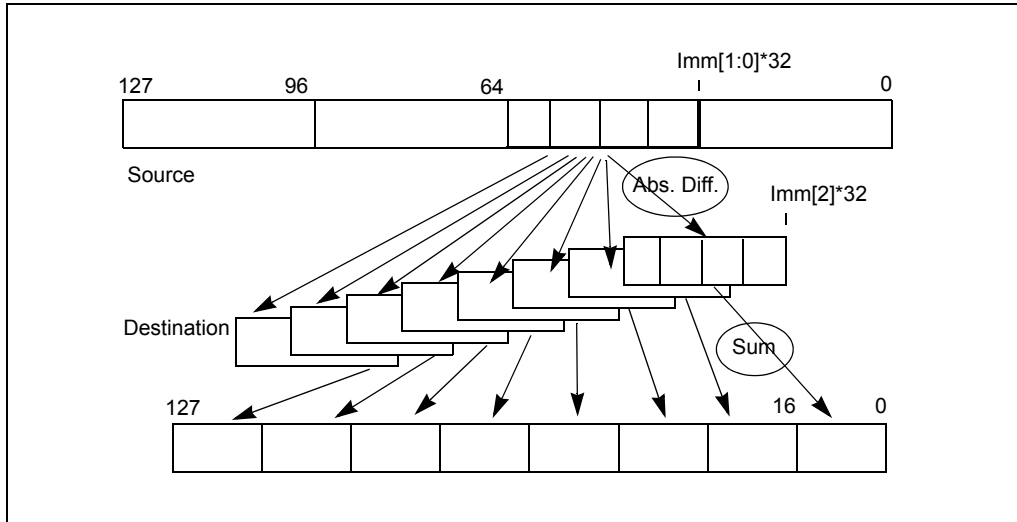 Imm[1:0]*32
127 96 64 0
Source
Abs. Diff.
Imm[2]*32
Destination
Sum
127 16 0